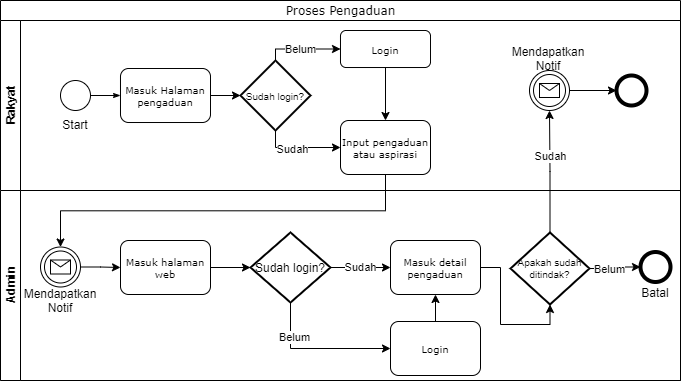 Proses Pengaduan
Rakyat
Start
Masuk Halaman
pengaduan
Sudah login?
Belum
Login
Sudah
Input pengaduan
atau aspirasi
Mendapatkan
Notif
Sudah
Admin
Mendapatkan
Notif
Masuk halaman
web
Sudah login?
Sudah
Belum
Login
Masuk detail
pengaduan
Apakah sudah
ditindak?
Belum
Batal